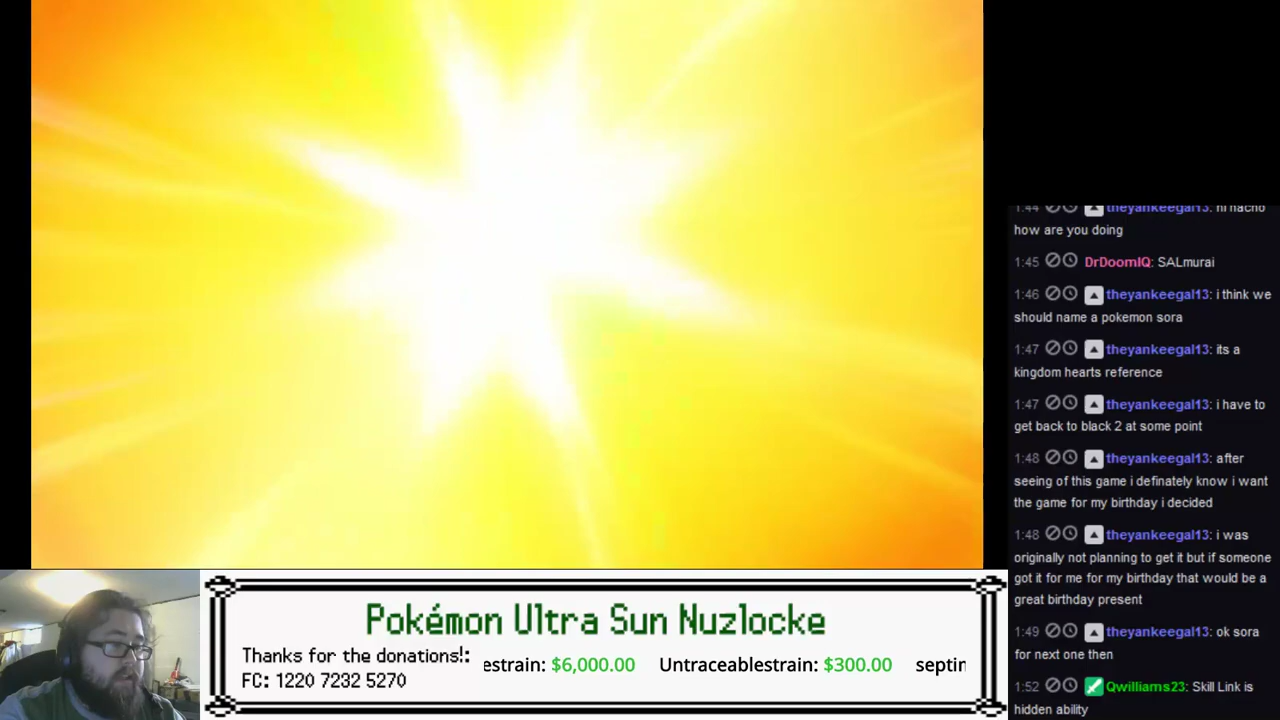 1:44 theyankeegal13: hi nacho
how are you doing
1:45 DrDoomIQ: SALmurai
1:46 theyankeegal13: i think we
should name a pokemon sora
1:47 theyankeegal13: its a
kingdom hearts reference
1:47 theyankeegal13: i have to
get back to black 2 at some point
1:48 theyankeegal13: after
seeing of this game i definately know i want
the game for my birthday i decided
1:48 theyankeegal13: i was
originally not planning to get it but if someone
got it for me for my birthday that would be a
great birthday present
1:49 theyankeegal13: ok sora
for next one then
1:52 Qwilliams23: Skill Link is
hidden ability
Pokémon Ultra Sun Nuzlocke
Thanks for the donations!: estrain: $6,000.00 Untraceablestrain: $300.00 septin
FC: 1220 7232 5270